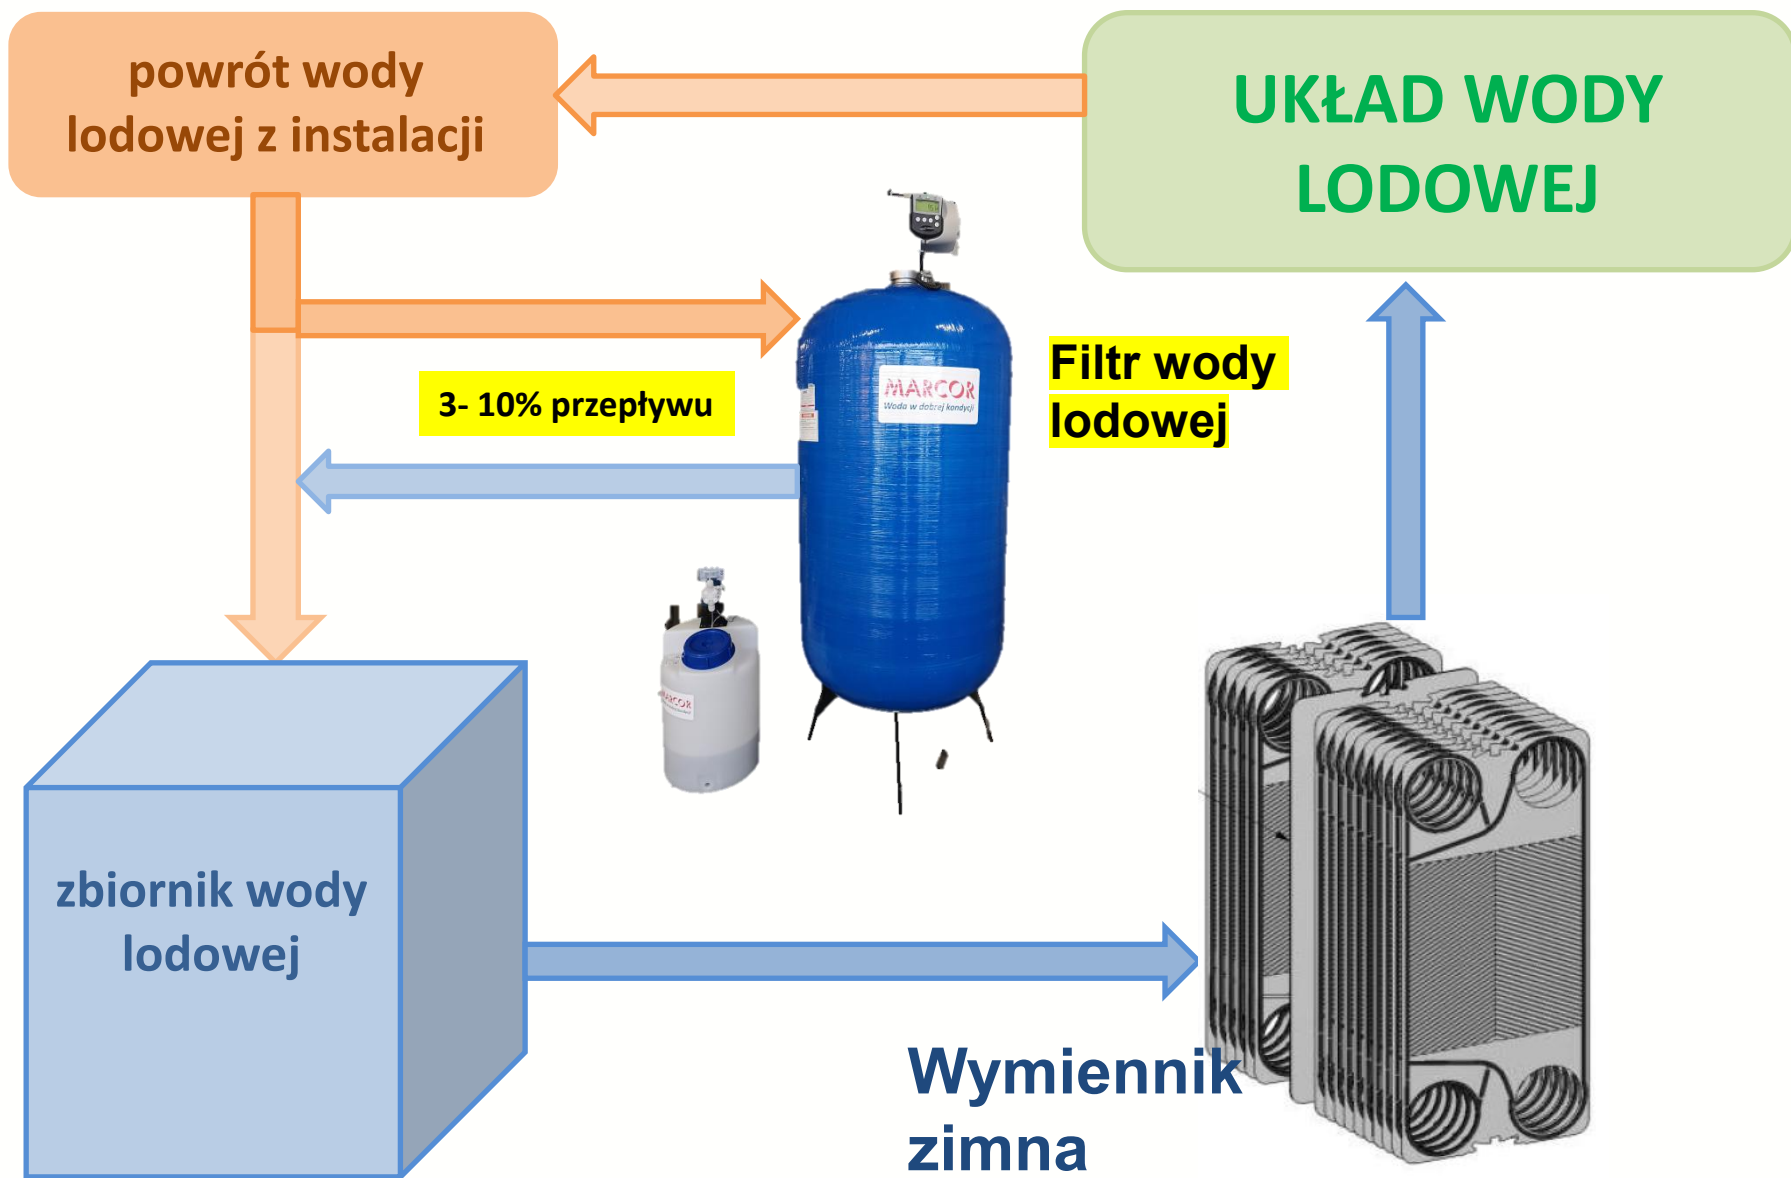 powrót wody
lodowej z instalacji
UKŁAD WODY
LODOWEJ
3- 10% przepływu
MARCOR
Woda w dobrej kondycji
Filtr wody
lodowej
MARCOR
zbiornik wody
lodowej
Wymiennik
zimna